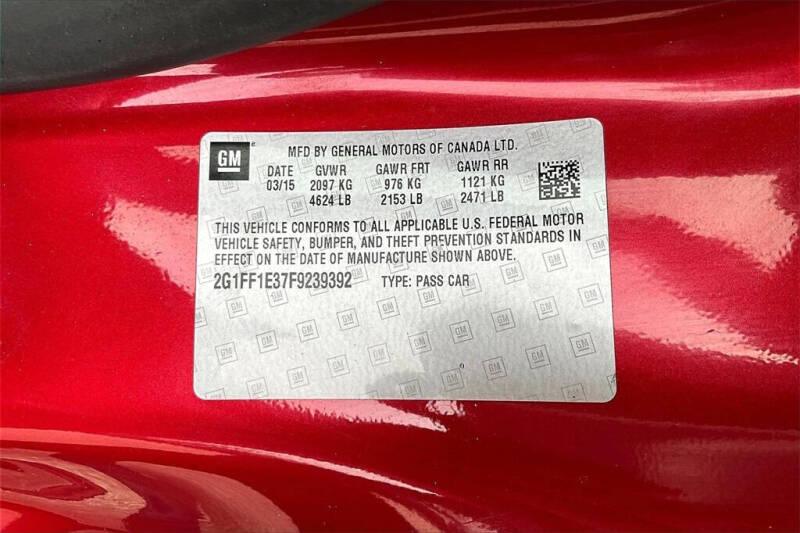 GM
MFD BY GENERAL MOTORS OF CANADA LTD.
DATE GVWR GAWR FRT GAWR RR
03/15 2097 KG 976 KG 1121 KG
4624 LB 2153 LB 2471 LB
THIS VEHICLE CONFORMS TO ALL APPLICABLE U.S. FEDERAL MOTOR
VEHICLE SAFETY, BUMPER, AND THEFT PREVENTION STANDARDS IN
EFFECT ON THE DATE OF MANUFACTURE SHOWN ABOVE.
2G1FF1E37F9239392 TYPE: PASS CAR